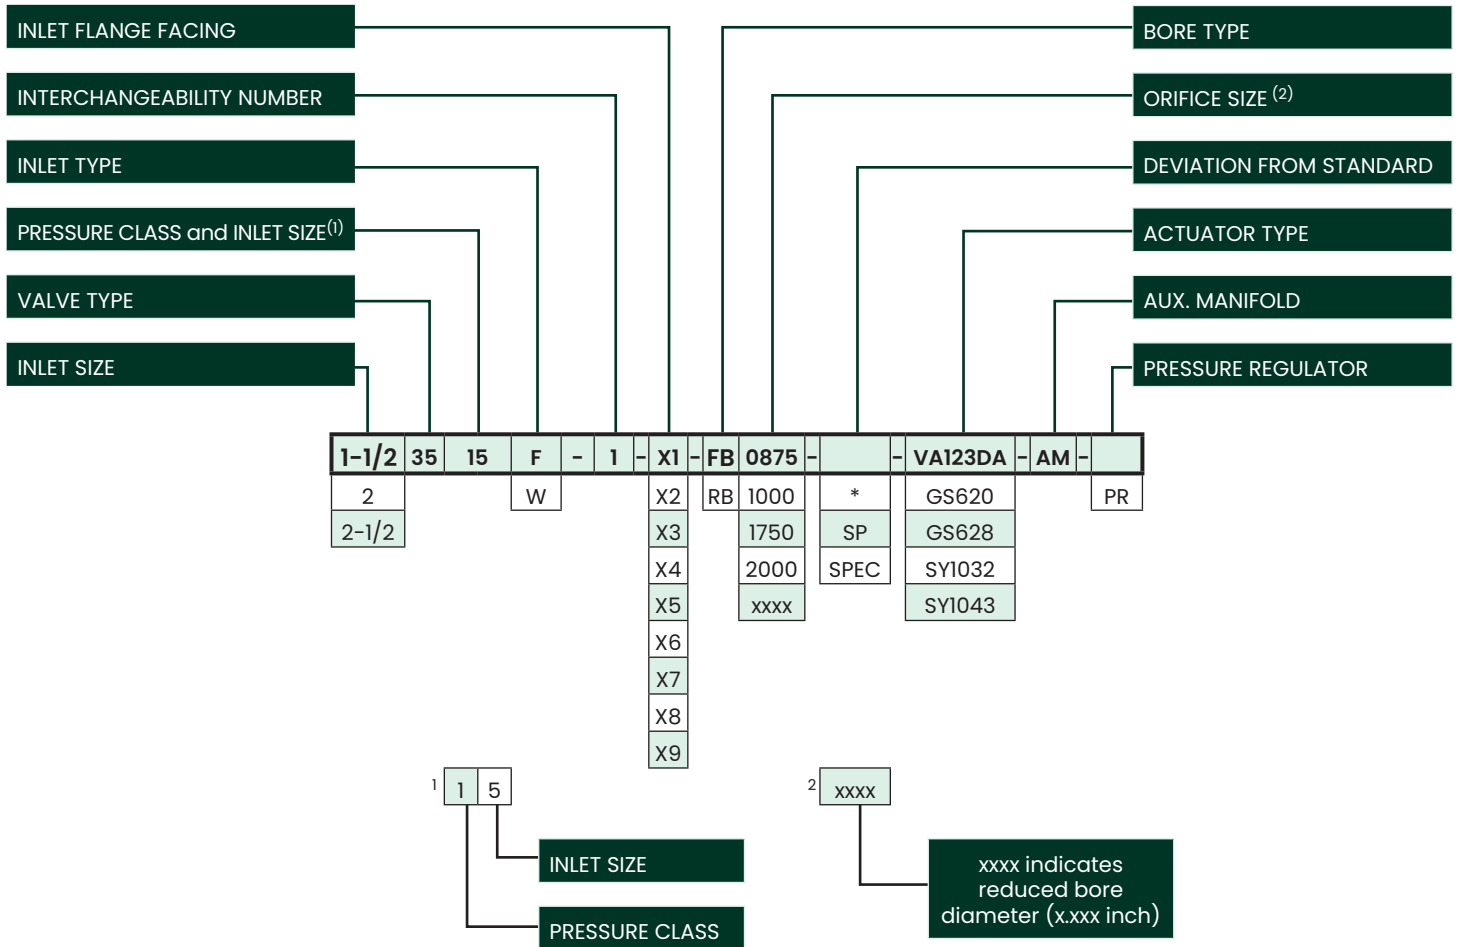 INLET FLANGE FACING
BORE TYPE
INTERCHANGEABILITY NUMBER
ORIFICE SIZE (2)
INLET TYPE
DEVIATION FROM STANDARD
PRESSURE CLASS and INLET SIZE(1)
ACTUATOR TYPE
VALVE TYPE
AUX. MANIFOLD
INLET SIZE
PRESSURE REGULATOR
1-1/2 35 15 F - 1 - X1 - FB 0875 - - VA123DA - AM -
2 W X2 RB 1000 * GS620 PR
2-1/2 X3 1750 SP GS628
X4 2000 SPEC SY1032
X5 xxxx SY1043
X6
X7
X8
X9
1 1 5
2 xxxx
INLET SIZE
PRESSURE CLASS
xxxx indicates
reduced bore
diameter (x.xxx inch)